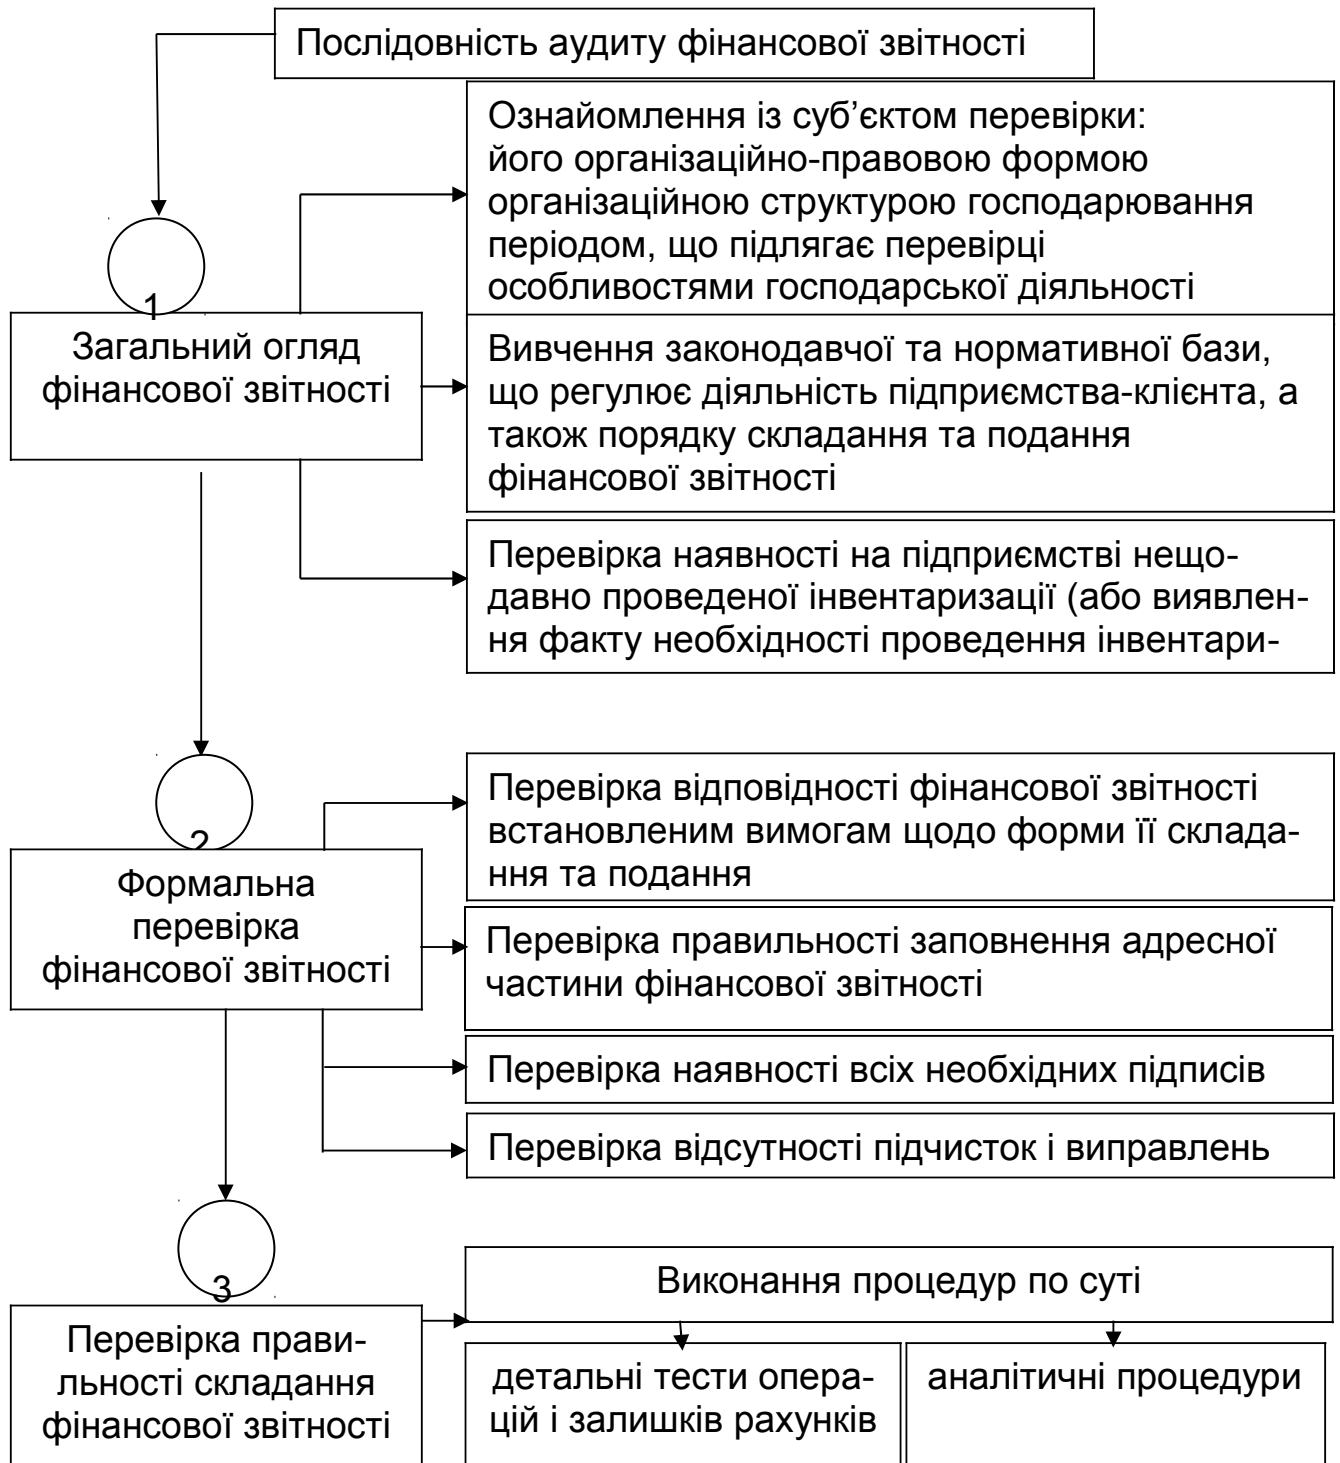 Послідовність аудиту фінансової звітності
Ознайомлення із суб’єктом перевірки:
його організаційно-правовою формою
організаційною структурою господарювання
періодом, що підлягає перевірці
особливостями господарської діяльності
1
Загальний огляд
фінансової звітності
Вивчення законодавчої та нормативної бази,
що регулює діяльність підприємства-клієнта, а
також порядку складання та подання
фінансової звітності
Перевірка наявності на підприємстві нещо-
давно проведеної інвентаризації (або виявлен-
ня факту необхідності проведення інвентари-
2
Формальна
перевірка
фінансової звітності
Перевірка відповідності фінансової звітності
встановленим вимогам щодо форми її склада-
ння та подання
Перевірка правильності заповнення адресної
частини фінансової звітності
Перевірка наявності всіх необхідних підписів
Перевірка відсутності підчисток і виправлень
3
Перевірка прави-
льності складання
фінансової звітності
Виконання процедур по суті
детальні тести опера-
цій і залишків рахунків
аналітичні процедури